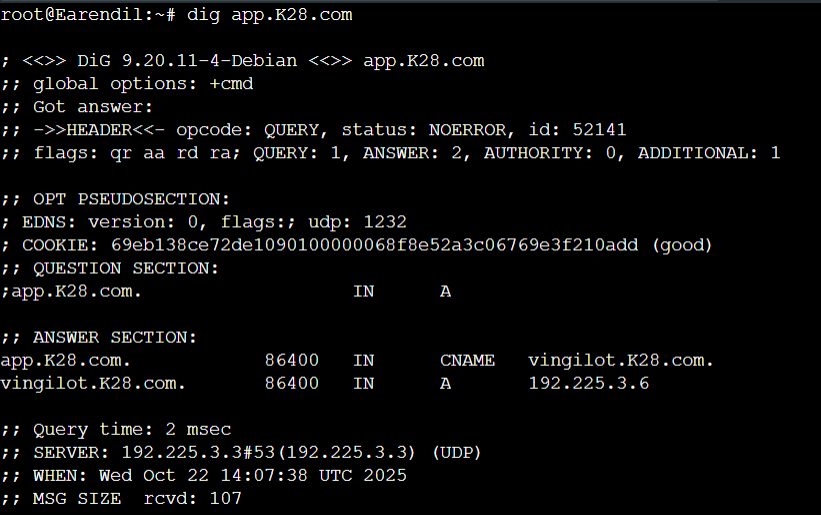 root@Earendil:~# dig app.K28.com
; <<>> DiG 9.20.11-4-Debian <<>> app.K28.com
;; global options: +cmd
;; Got answer:
;; ->>HEADER<<- opcode: QUERY, status: NOERROR, id: 52141
;; flags: qr aa rd ra; QUERY: 1, ANSWER: 2, AUTHORITY: 0, ADDITIONAL: 1
;; OPT PSEUDOSECTION:
; EDNS: version: 0, flags:; udp: 1232
; COOKIE: 69eb138ce72de1090100000068f8e52a3c06769e3f210add (good)
;; QUESTION SECTION:
;app.K28.com. IN A
;; ANSWER SECTION:
app.K28.com. 86400 IN CNAME vingilot.K28.com.
vingilot.K28.com. 86400 IN A 192.225.3.6
;; Query time: 2 msec
;; SERVER: 192.225.3.3#53(192.225.3.3) (UDP)
;; WHEN: Wed Oct 22 14:07:38 UTC 2025
;; MSG SIZE rcvd: 107